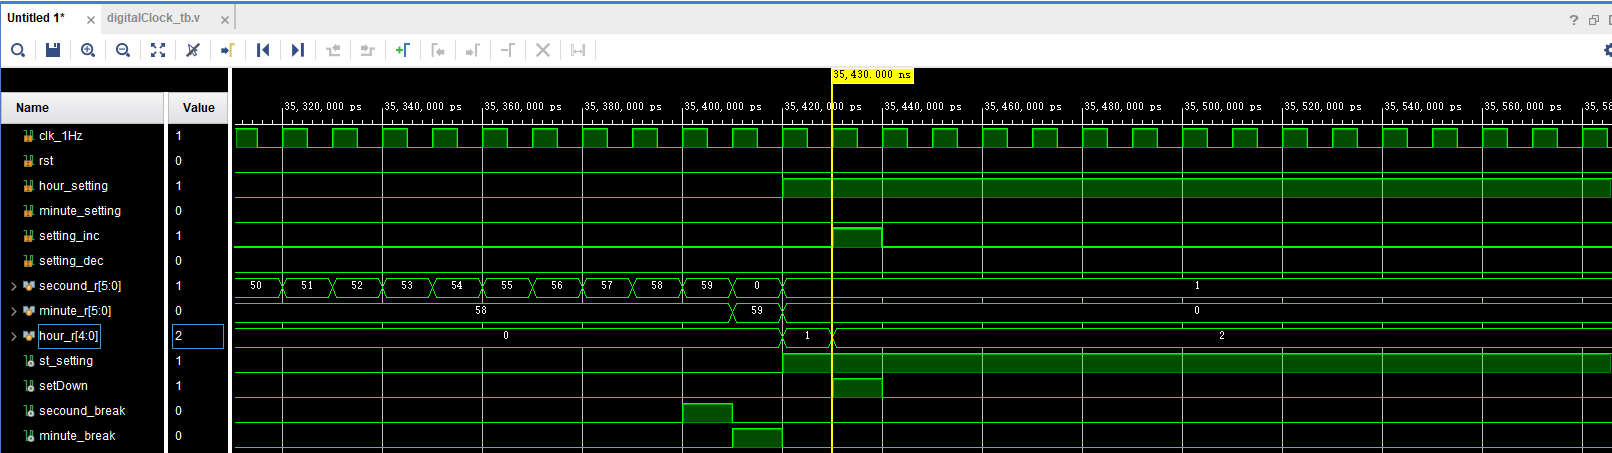 Untitled 1* × digitalClock_tb.v ×
?
35,430.000 ns
Name Value
35,320,000 ps 35,340,000 ps 35,360,000 ps 35,380,000 ps 35,400,000 ps 35,420,000 ps 35,440,000 ps 35,460,000 ps 35,480,000 ps 35,500,000 ps 35,520,000 ps 35,540,000 ps 35,560,000 ps 35,58
clk_1Hz 1
rst 0
hour_setting 1
minute_setting 0
setting_inc 1
setting_dec 0
secound_r[5:0] 1 50 51 52 53 54 55 56 57 58 59 0 1
minute_r[5:0] 0 58 59 0
hour_r[4:0] 2 0 1 2
st_setting 1
setDown 1
secound_break 0
minute_break 0